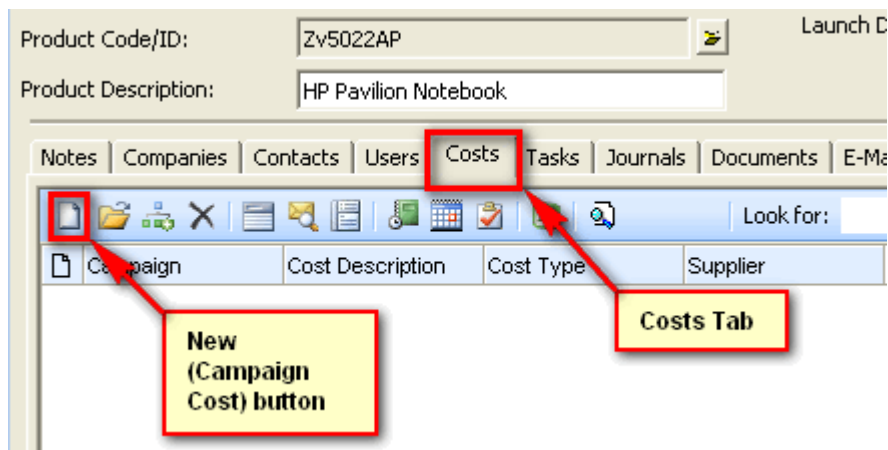 Product Code/ID: Zv5022AP Launch D
Product Description: HP Pavilion Notebook
Notes Companies Contacts Users Costs Tasks Journals Documents E-Ma
Look for:
Campaign Cost Description Cost Type Supplier
Costs Tab
New
(Campaign
Cost) button